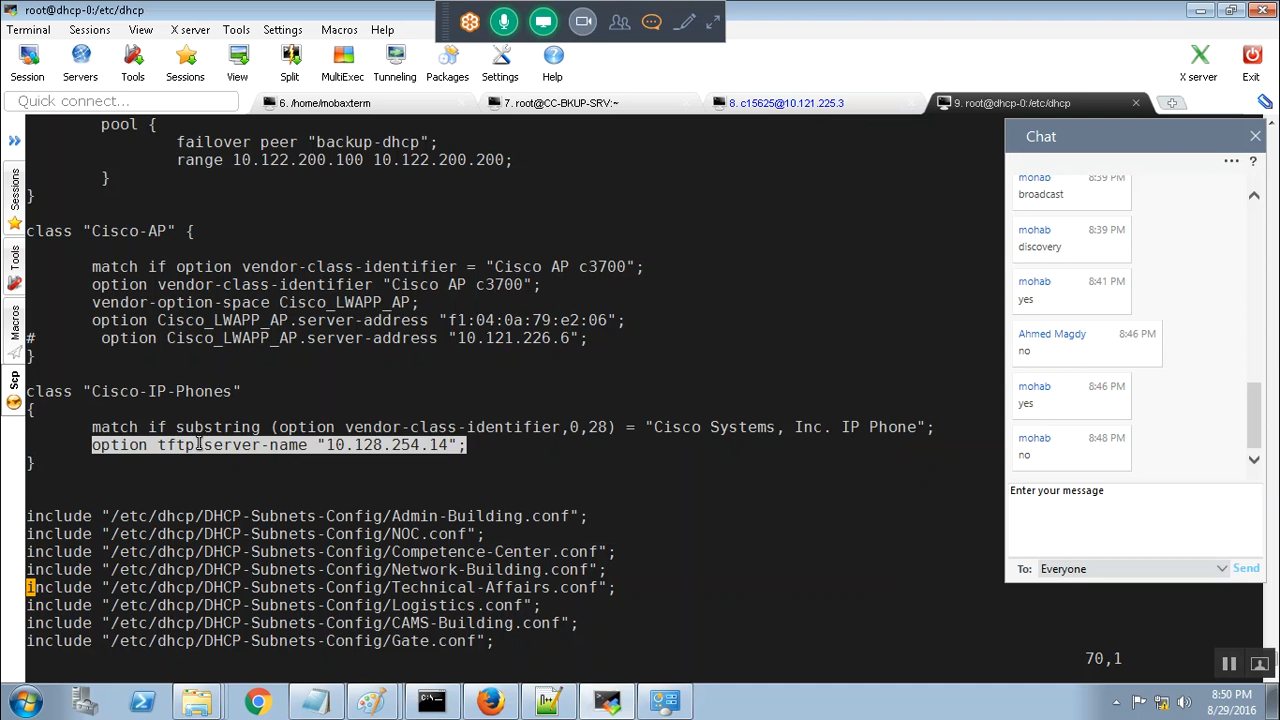 root@dhcp-0:/etc/dhcp
Terminal Sessions View X server Tools Settings Macros Help
Session Servers Tools Sessions View Split MultiExec Tunneling Packages Settings Help X server Exit
Quick connect...
6. /home/mobaxterm
7. root@CC-BKUP-SRV:~
8. c15625@10.121.225.3
9. root@dhcp-0:/etc/dhcp
Sessions
Tools
Macros
Scp
pool {
failover peer "backup-dhcp";
range 10.122.200.100 10.122.200.200;
}
}
class "Cisco-AP" {
match if option vendor-class-identifier = "Cisco AP c3700";
option vendor-class-identifier "Cisco AP c3700";
vendor-option-space Cisco_LWAPP_AP;
option Cisco_LWAPP_AP.server-address "f1:04:0a:79:e2:06";
# option Cisco_LWAPP_AP.server-address "10.121.226.6";
}
class "Cisco-IP-Phones"
{
match if substring (option vendor-class-identifier,0,28) = "Cisco Systems, Inc. IP Phone";
option tftp-server-name "10.128.254.14";
}
include "/etc/dhcp/DHCP-Subnets-Config/Admin-Building.conf";
include "/etc/dhcp/DHCP-Subnets-Config/NOC.conf";
include "/etc/dhcp/DHCP-Subnets-Config/Competence-Center.conf";
include "/etc/dhcp/DHCP-Subnets-Config/Network-Building.conf";
include "/etc/dhcp/DHCP-Subnets-Config/Technical-Affairs.conf";
include "/etc/dhcp/DHCP-Subnets-Config/Logistics.conf";
include "/etc/dhcp/DHCP-Subnets-Config/CAMS-Building.conf";
include "/etc/dhcp/DHCP-Subnets-Config/Gate.conf";
70,1
Chat
... ?
mohab 8:39 PM
broadcast
mohab 8:39 PM
discovery
mohab 8:41 PM
yes
Ahmed Magdy 8:46 PM
no
mohab 8:46 PM
yes
mohab 8:48 PM
no
Enter your message
To: Everyone Send
8:50 PM
8/29/2016